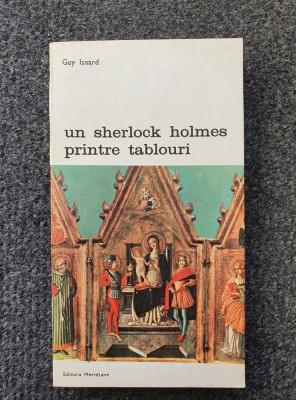 Guy Isnard
un sherlock holmes
printre tablouri
Editura Meridiane